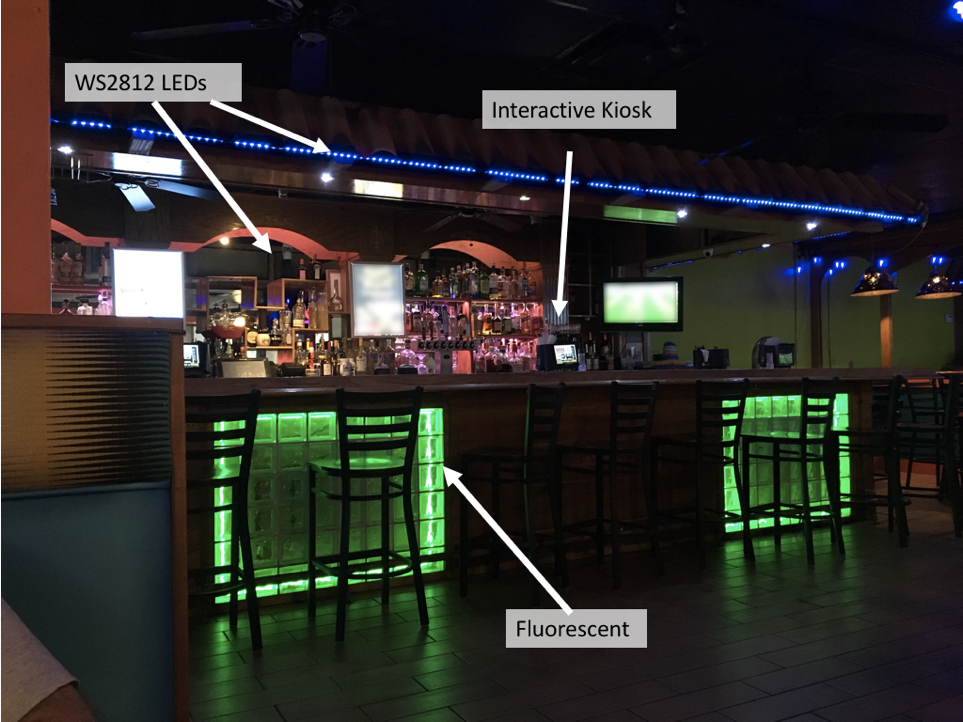 WS2812 LEDs
Interactive Kiosk
Fluorescent